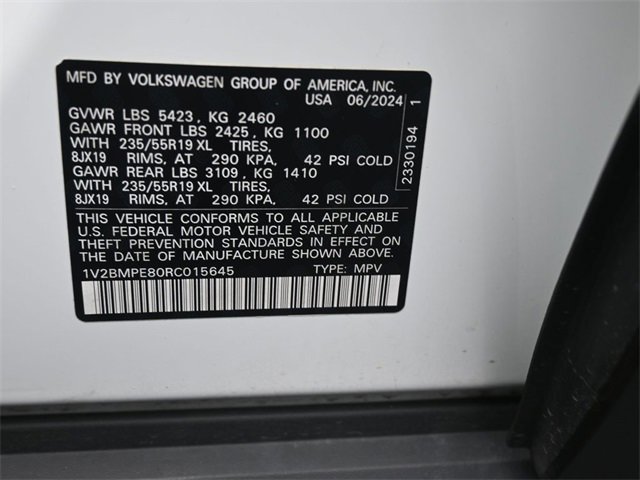 MFD BY VOLKSWAGEN GROUP OF AMERICA, INC.
USA 06/2024
GVWR LBS 5423, KG 2460
GAWR FRONT LBS 2425, KG 1100
WITH 235/55R19 XL TIRES,
8JX19 RIMS, AT 290 KPA, 42 PSI COLD
GAWR REAR LBS 3109, KG 1410
WITH 235/55R19 XL TIRES,
8JX19 RIMS, AT 290 KPA, 42 PSI COLD
THIS VEHICLE CONFORMS TO ALL APPLICABLE
U.S. FEDERAL MOTOR VEHICLE SAFETY AND
THEFT PREVENTION STANDARDS IN EFFECT ON
THE DATE OF MANUFACTURE SHOWN ABOVE.
1V2BMPE80RC015645 TYPE: MPV
2330194 1